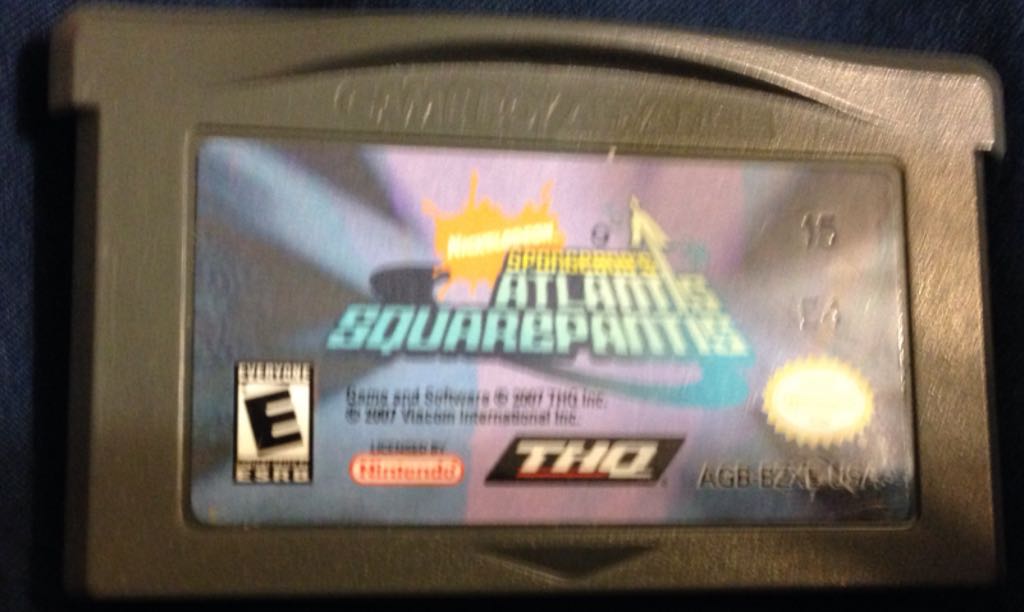 GAME BOY ADVANCE
NICKELODEON
SPONGEBOB'S
ATLANTIS
SQUAREPANTIS
15
EVERYONE
E
ESRB
Game and Software © 2007 THQ Inc.
© 2007 Viacom International Inc.
LICENSED BY
Nintendo
THQ
AGB-BZXE-USA